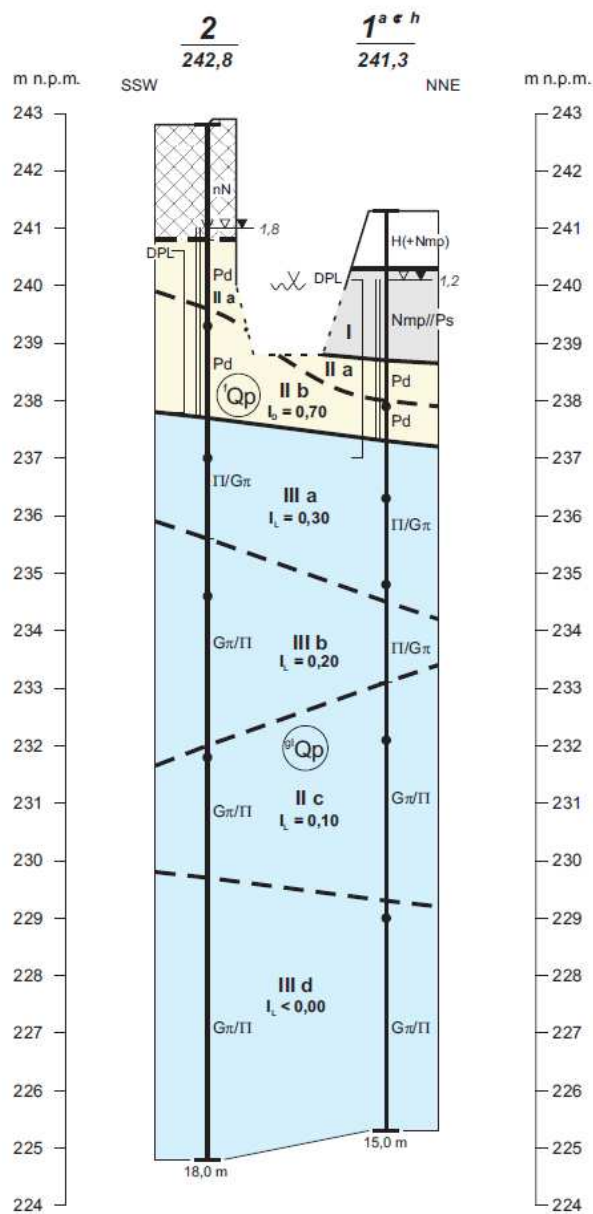 2
242,8
1a c h
241,3
m n.p.m.
SSW
NNE
m n.p.m.
243
242
241
240
239
238
237
236
235
234
233
232
231
230
229
228
227
226
225
224
243
242
241
240
239
238
237
236
235
234
233
232
231
230
229
228
227
226
225
224
nN
1,8
DPL
Pd
II a
Pd
fQp
II b
ID = 0,70
DPL
H(+Nmp)
1,2
Nmp//Ps
I
II a
Pd
Pd
Π/Gπ
III a
IL = 0,30
Π/Gπ
Gπ/Π
III b
IL = 0,20
Π/Gπ
glQp
Gπ/Π
II c
IL = 0,10
Gπ/Π
Gπ/Π
III d
IL < 0,00
Gπ/Π
18,0 m
15,0 m